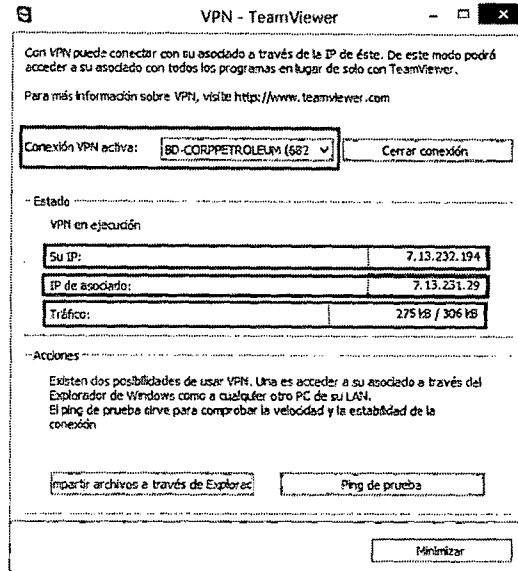 VPN - TeamViewer
Con VPN puede conectar con su asociado a través de la IP de éste. De este modo podrá
acceder a su asociado con todos los programas en lugar de solo con TeamViewer.
Para más información sobre VPN, visite http://www.teamviewer.com
Conexión VPN activa: BD-CORPPETROLEUM (682 Cerrar conexión
Estado
VPN en ejecución
Su IP: 7.13.232.194
IP de asociado: 7.13.231.29
Tráfico: 275 kB / 306 kB
Acciones
Existen dos posibilidades de usar VPN. Una es acceder a su asociado a través del
Explorador de Windows como a cualquier otro PC de su LAN.
El ping de prueba sirve para comprobar la velocidad y la estabilidad de la
conexión
mpartir archivos a través de Explorac Ping de prueba
Minimizar